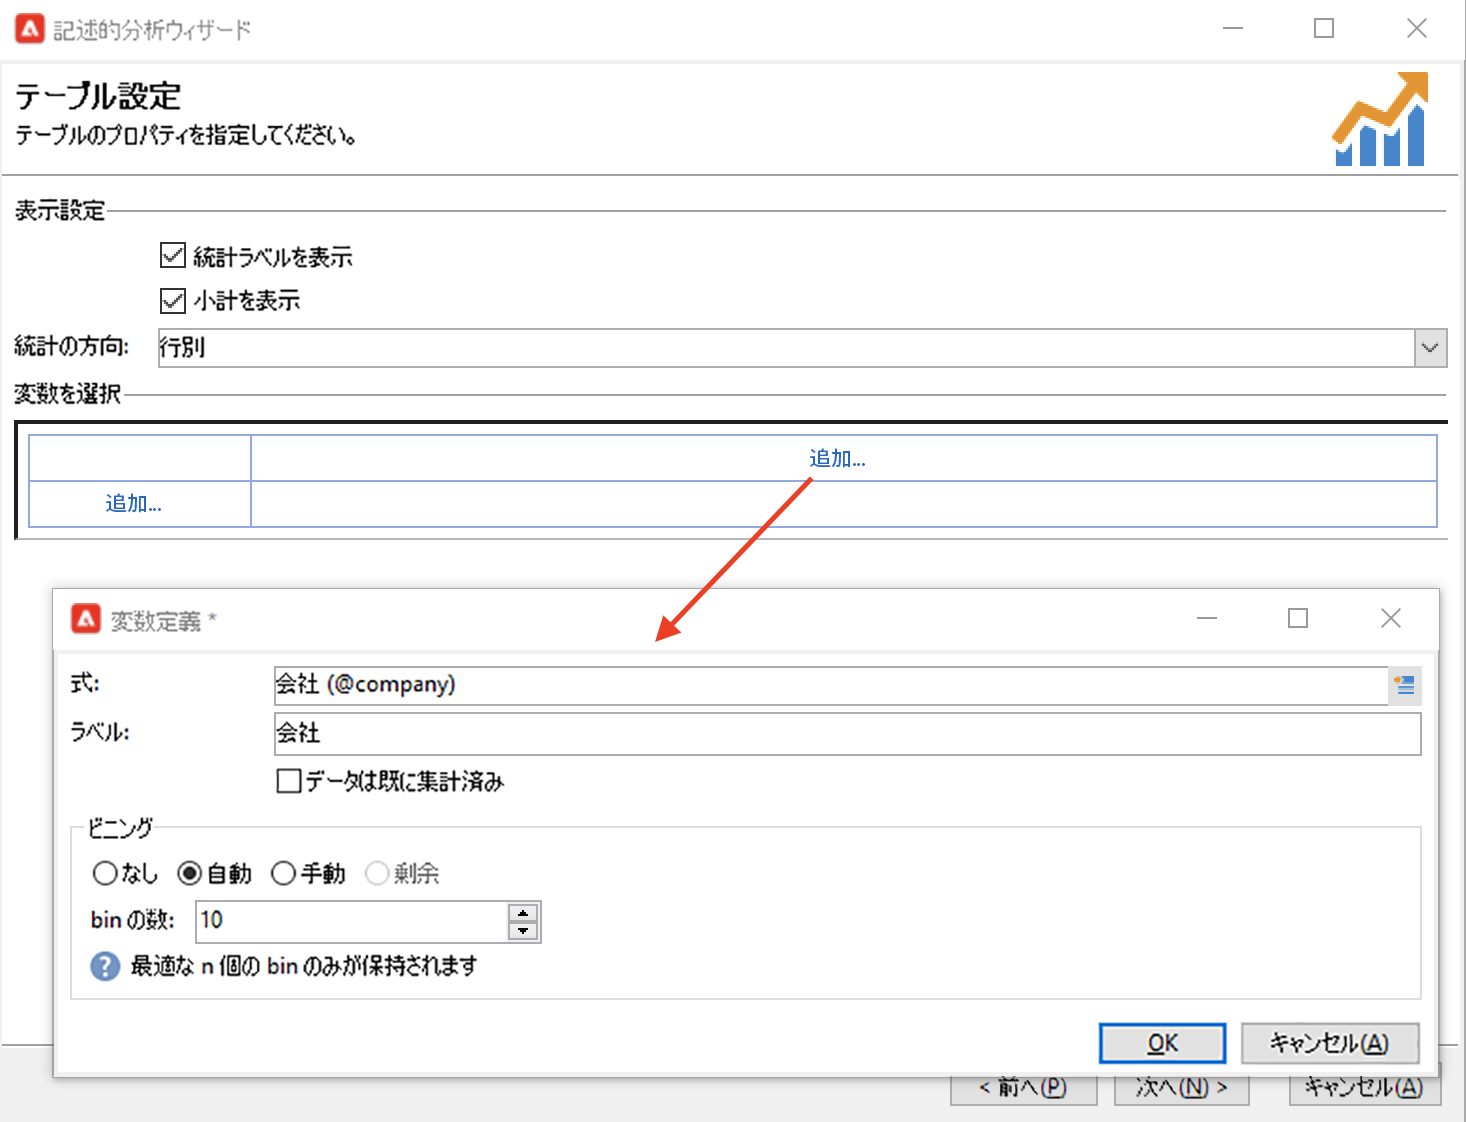 記述的分析ウィザード
テーブル設定
テーブルのプロパティを指定してください。
表示設定
統計ラベルを表示
小計を表示
統計の方向: 行別
変数を選択
追加...
追加...
変数定義 *
式: 会社 (@company)
ラベル: 会社
データは既に集計済み
ビニング
なし 自動 手動 剰余
bin の数: 10
? 最適な n 個の bin のみが保持されます
OK キャンセル(A)
< 前へ(P) 次へ(N) > キャンセル(A)